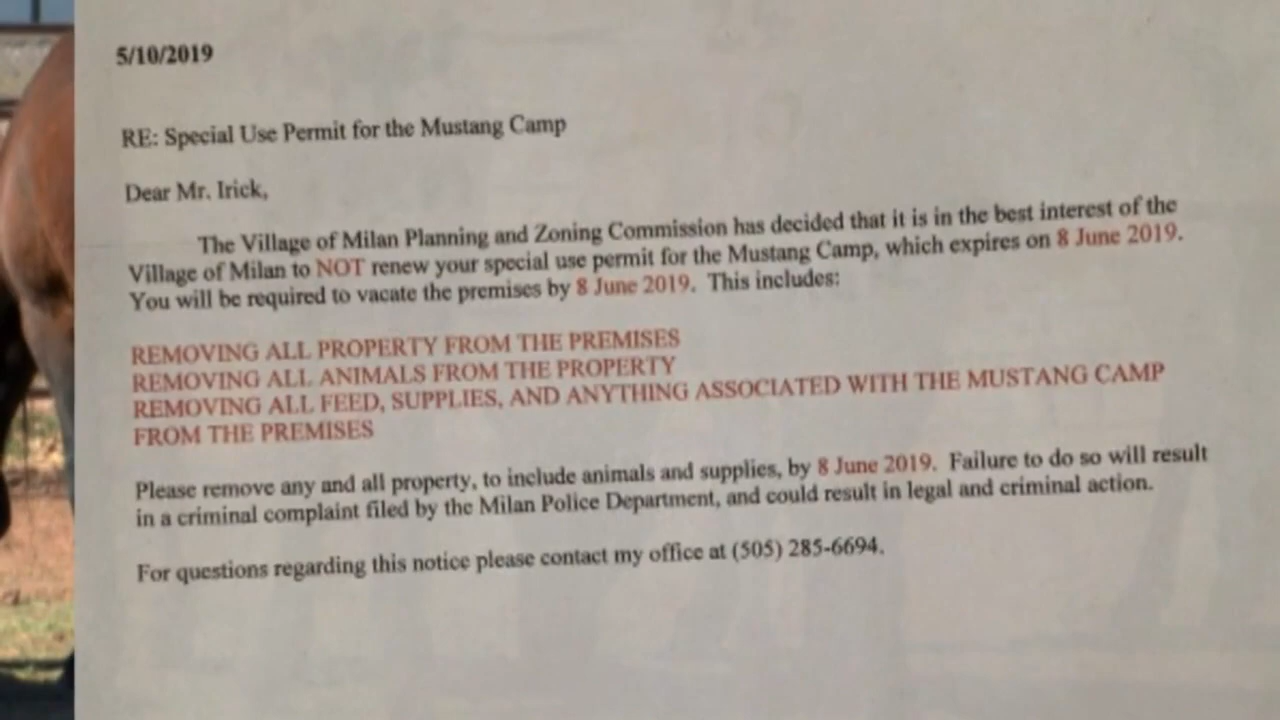 5/10/2019
RE: Special Use Permit for the Mustang Camp
Dear Mr. Irick,
The Village of Milan Planning and Zoning Commission has decided that it is in the best interest of the
Village of Milan to NOT renew your special use permit for the Mustang Camp, which expires on 8 June 2019.
You will be required to vacate the premises by 8 June 2019. This includes:
REMOVING ALL PROPERTY FROM THE PREMISES
REMOVING ALL ANIMALS FROM THE PROPERTY
REMOVING ALL FEED, SUPPLIES, AND ANYTHING ASSOCIATED WITH THE MUSTANG CAMP
FROM THE PREMISES
Please remove any and all property, to include animals and supplies, by 8 June 2019. Failure to do so will result
in a criminal complaint filed by the Milan Police Department, and could result in legal and criminal action.
For questions regarding this notice please contact my office at (505) 285-6694.